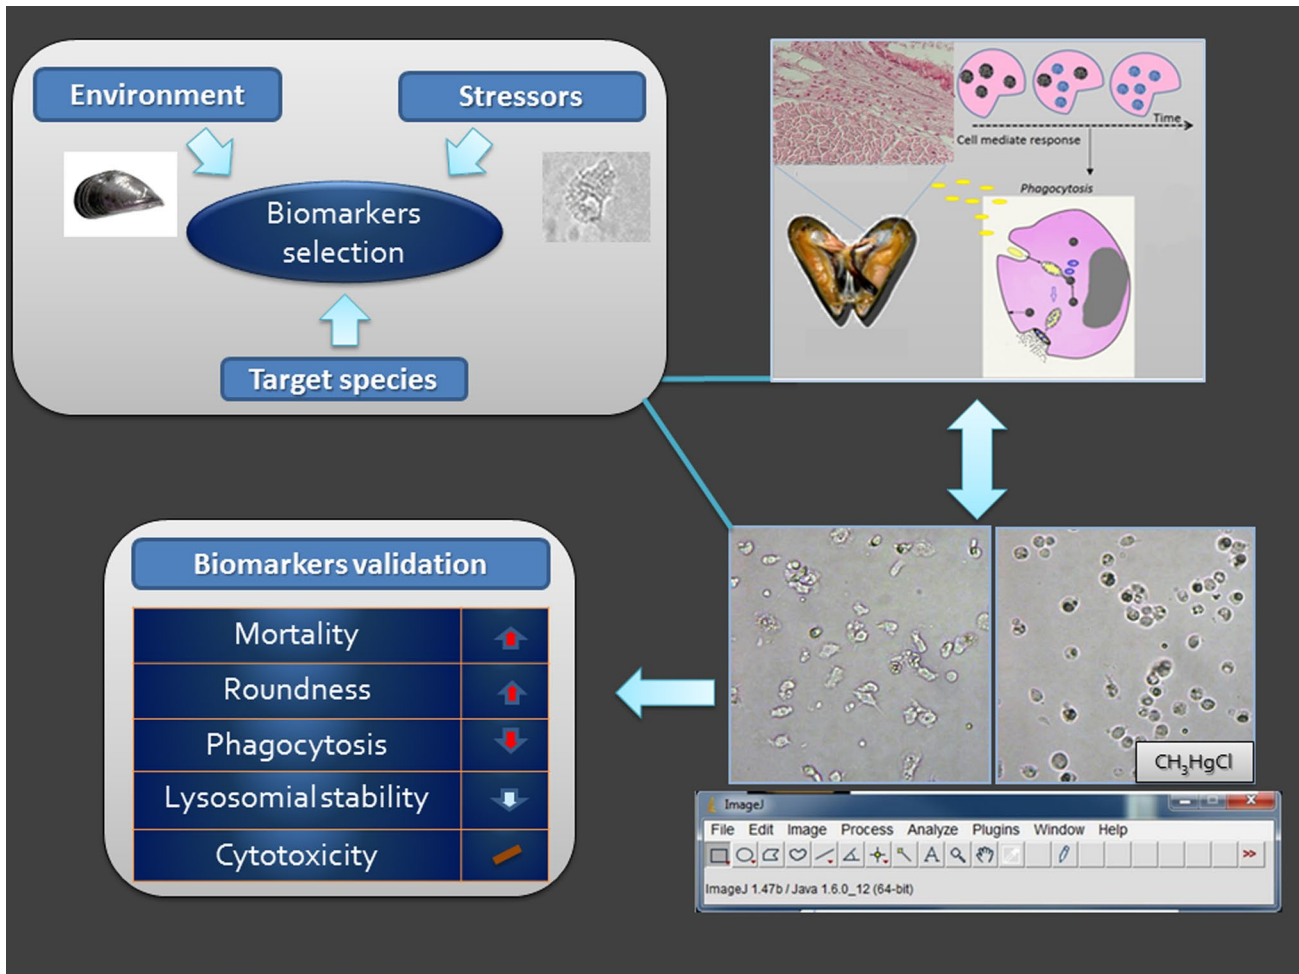 Environment
Stressors
Biomarkers
selection
Target species
Time
Cell mediate response
Phagocytosis
Biomarkers validation
Mortality
Roundness
Phagocytosis
Lysosomial stability
Cytotoxicity
CH₃HgCl
ImageJ
File Edit Image Process Analyze Plugins Window Help
A >>
ImageJ 1.47b / Java 1.6.0_12 (64-bit)